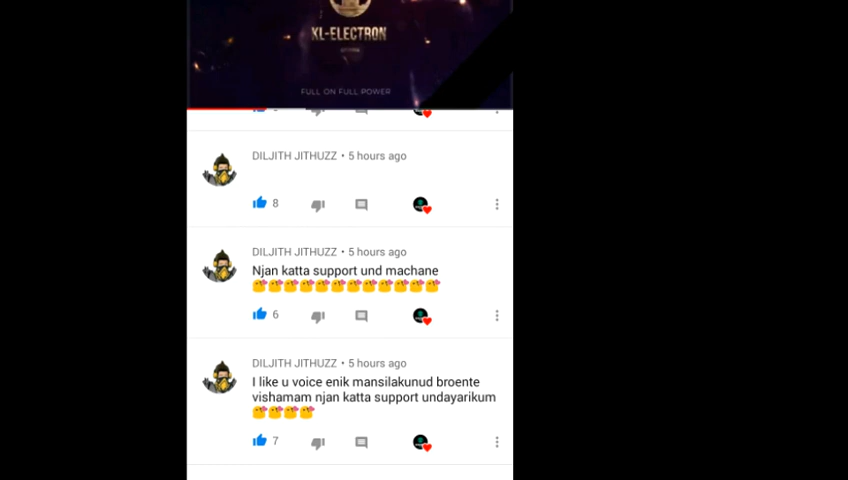 XL-ELECTRON
FULL ON FULL POWER
DILJITH JITHUZZ • 5 hours ago
8
DILJITH JITHUZZ • 5 hours ago
Njan katta support und machane
6
DILJITH JITHUZZ • 5 hours ago
I like u voice enik mansilakunud broente
vishamam njan katta support undayarikum
7